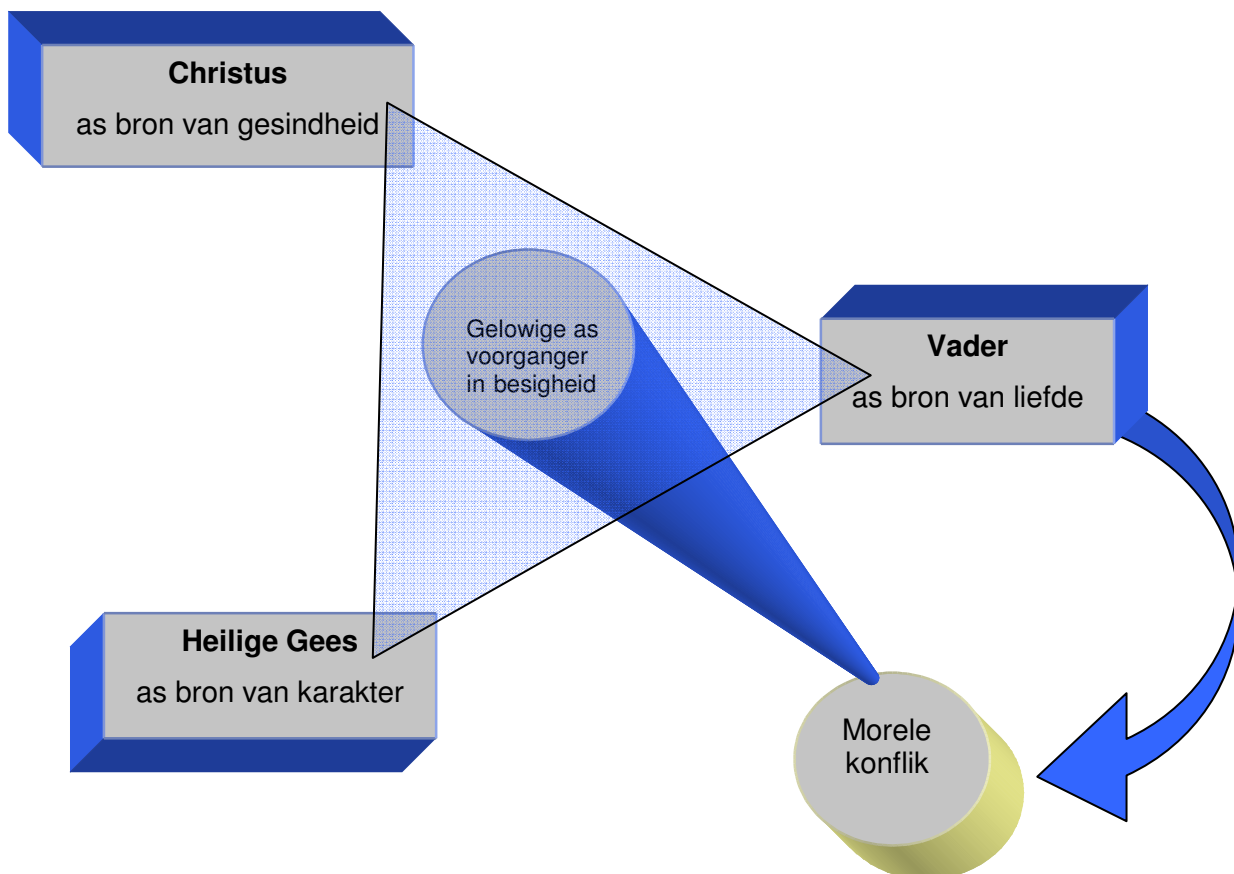 Christus
as bron van gesindheid
Gelowige as
voorganger
in besigheid
Vader
as bron van liefde
Heilige Gees
as bron van karakter
Morele
konflik